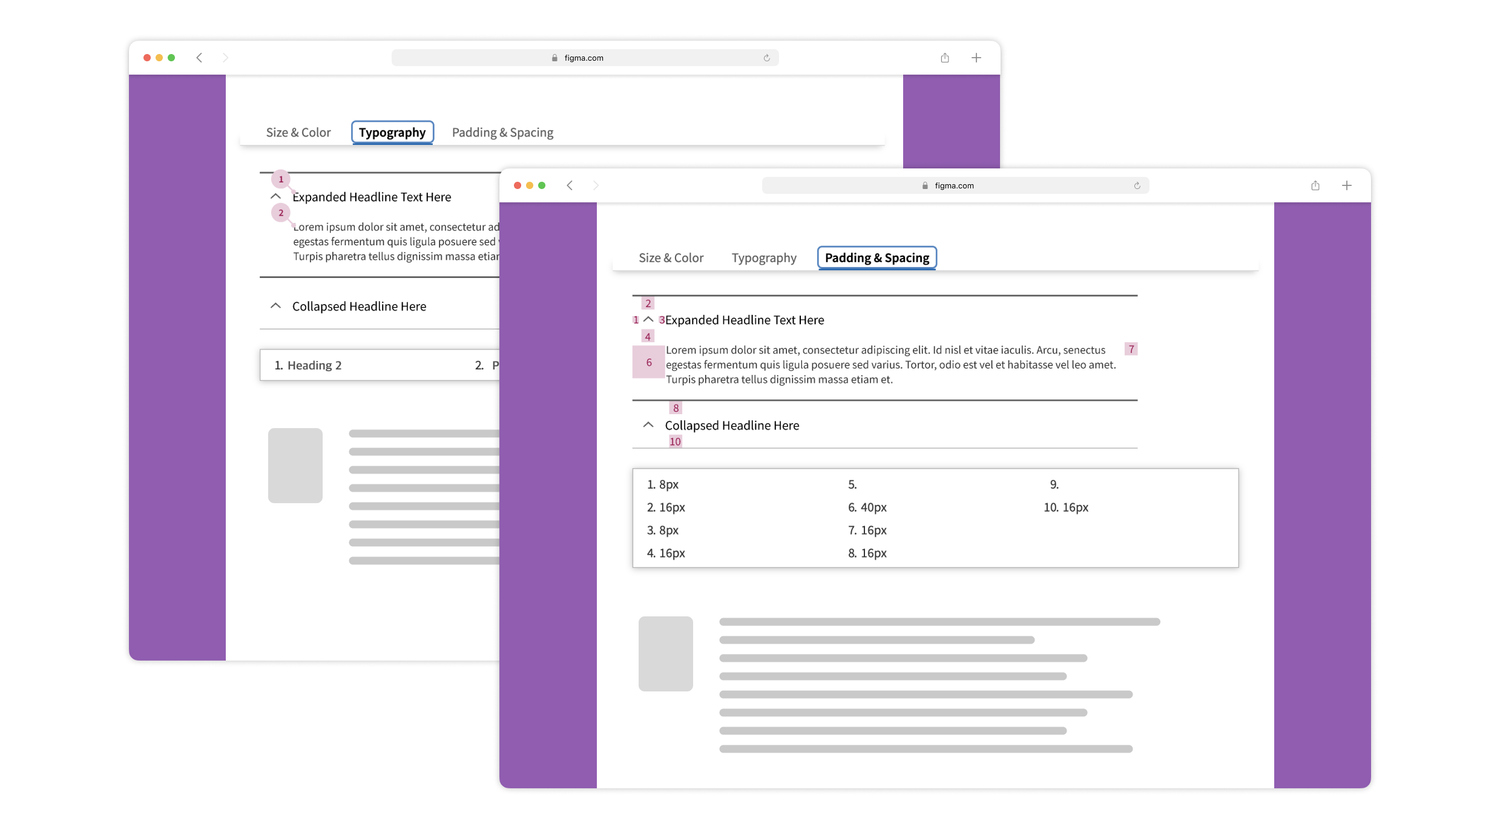 figma.com
Size & Color Typography Padding & Spacing
1
Expanded Headline Text Here
2
Lorem ipsum dolor sit amet, consectetur ad
egestas fermentum quis ligula posuere sed
Turpis pharetra tellus dignissim massa etiam
Collapsed Headline Here
1. Heading 2 2. P
figma.com
Size & Color Typography Padding & Spacing
2
1 3 Expanded Headline Text Here
4
Lorem ipsum dolor sit amet, consectetur adipiscing elit. Id nisl et vitae iaculis. Arcu, senectus 7
6 egestas fermentum quis ligula posuere sed varius. Tortor, odio est vel et habitasse vel leo amet.
Turpis pharetra tellus dignissim massa etiam et.
8
Collapsed Headline Here
10
1. 8px 5. 9.
2. 16px 6. 40px 10. 16px
3. 8px 7. 16px
4. 16px 8. 16px